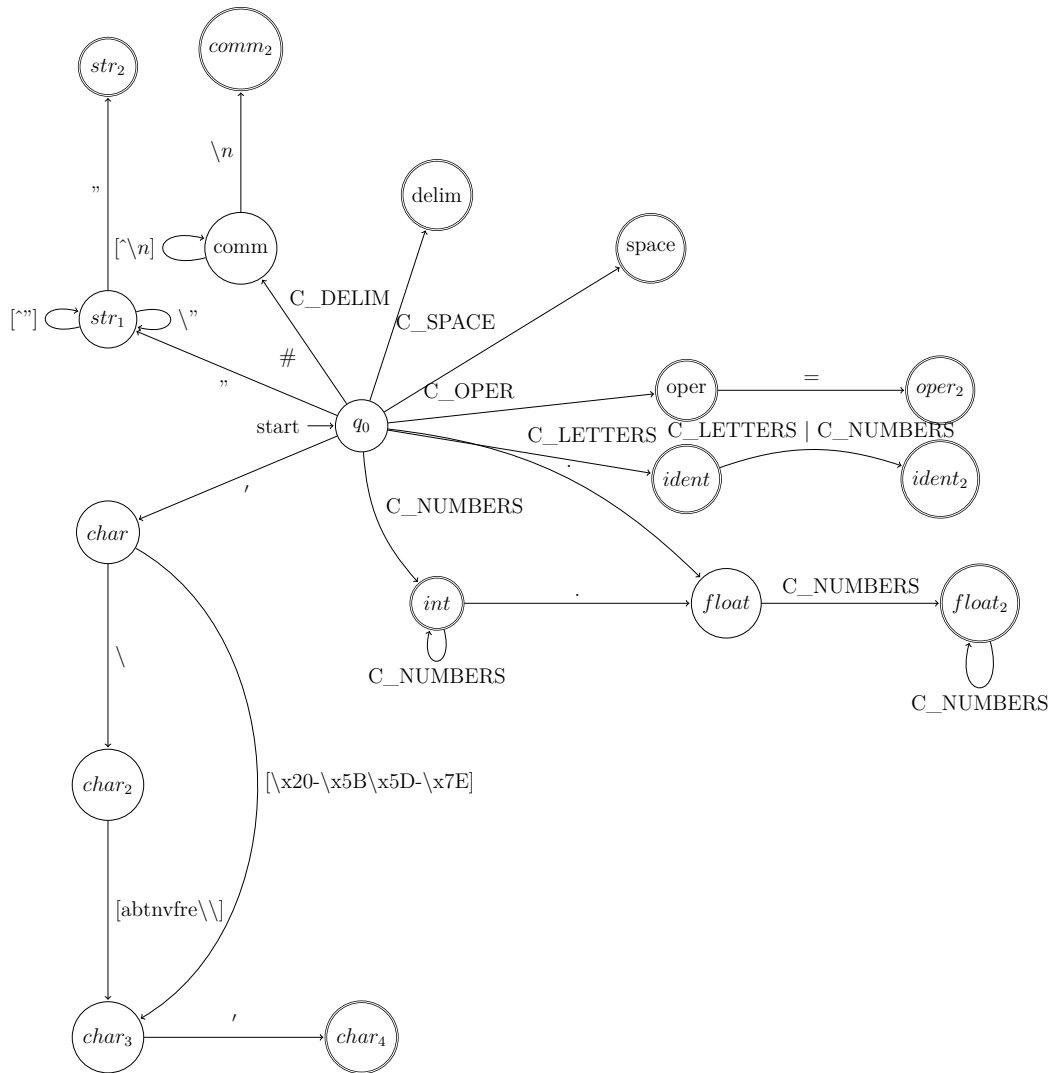 comm₂
str₂
\n
delim
”
[^\n]
comm
space
C_DELIM
[^”]
str₁
\”
C_SPACE
#
”
C_OPER
oper
=
oper₂
start
q₀
C_LETTERS
C_LETTERS | C_NUMBERS
.
ident
ident₂
′
C_NUMBERS
char
int
.
float
C_NUMBERS
float₂
\
C_NUMBERS
C_NUMBERS
char₂
[\x20-\x5B\x5D-\x7E]
[abtnvfre\\]
char₃
′
char₄